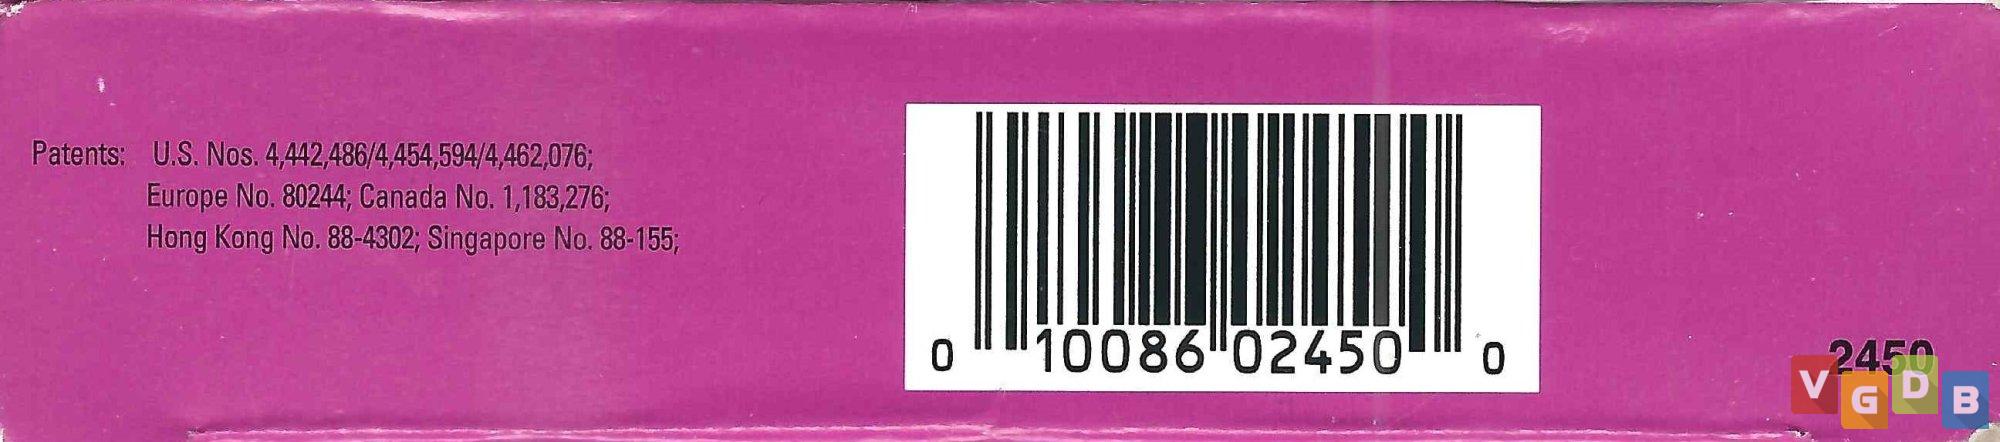 Patents: U.S. Nos. 4,442,486/4,454,594/4,462,076;
Europe No. 80244; Canada No. 1,183,276;
Hong Kong No. 88-4302; Singapore No. 88-155;
0 10086 02450 0
2450
VGDB